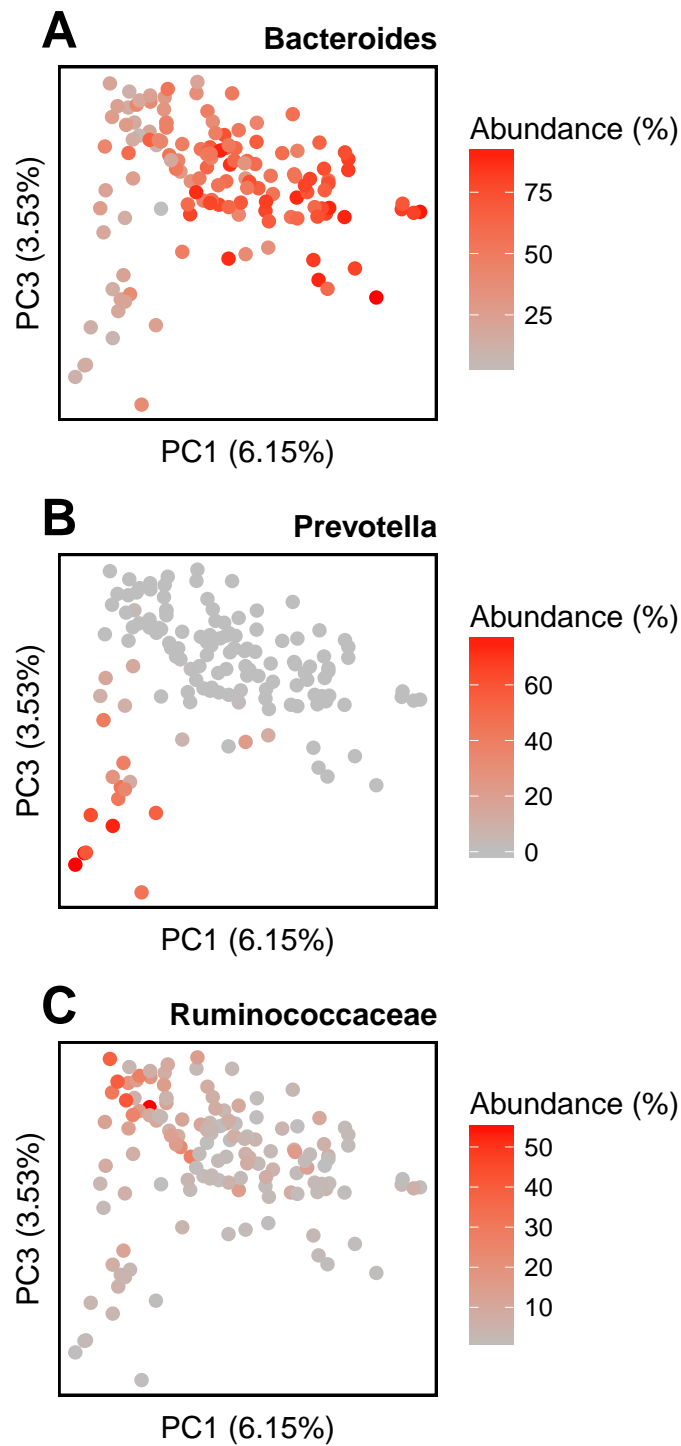 A
Bacteroides
PC3 (3.53%)
PC1 (6.15%)
Abundance (%)
75
50
25
B
Prevotella
PC3 (3.53%)
PC1 (6.15%)
Abundance (%)
60
40
20
0
C
Ruminococcaceae
PC3 (3.53%)
PC1 (6.15%)
Abundance (%)
50
40
30
20
10